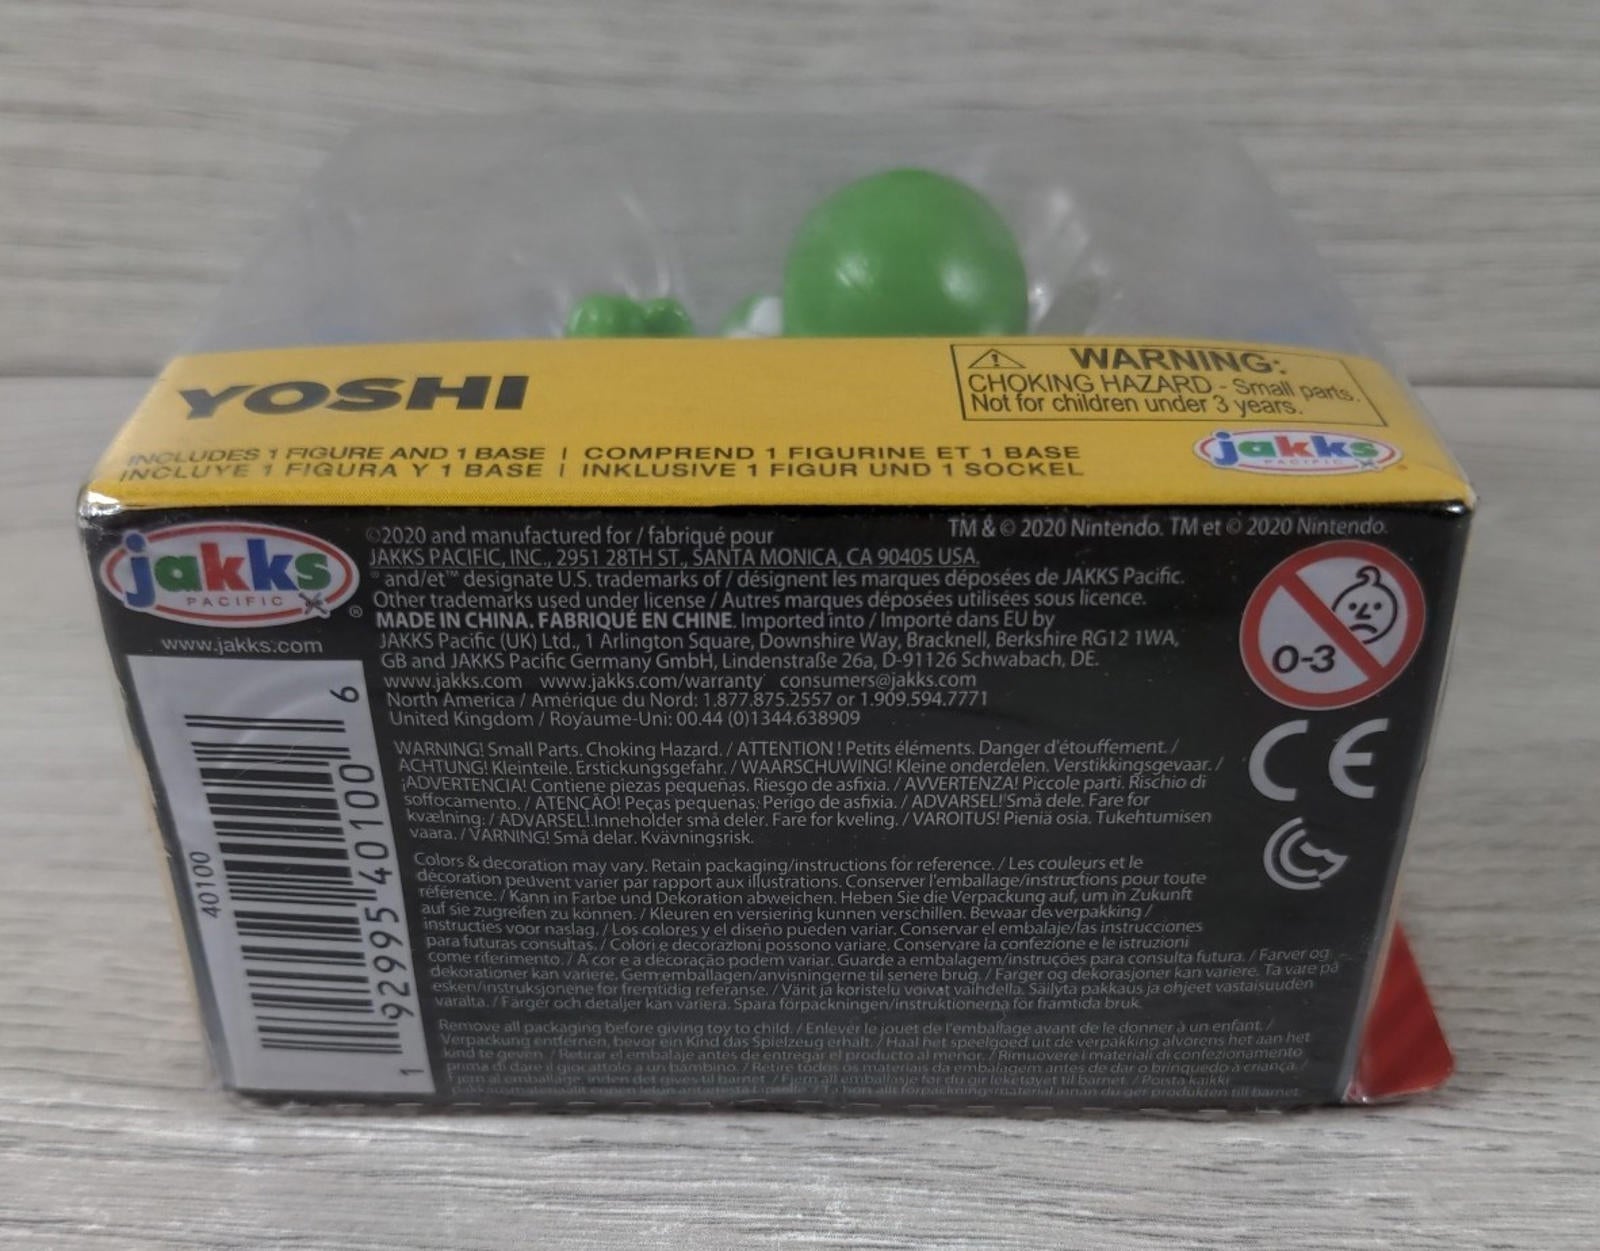 YOSHI
WARNING:
CHOKING HAZARD - Small parts.
Not for children under 3 years.
INCLUDES 1 FIGURE AND 1 BASE | COMPREND 1 FIGURINE ET 1 BASE
INCLUYE 1 FIGURA Y 1 BASE | INKLUSIVE 1 FIGUR UND 1 SOCKEL
jakks
PACIFIC
jakks
PACIFIC
®
www.jakks.com
©2020 and manufactured for / fabriqué pour
TM & © 2020 Nintendo. TM et © 2020 Nintendo.
JAKKS PACIFIC, INC., 2951 28TH ST., SANTA MONICA, CA 90405 USA.
® and/et™ designate U.S. trademarks of / désignent les marques déposées de JAKKS Pacific.
Other trademarks used under license / Autres marques déposées utilisées sous licence.
MADE IN CHINA. FABRIQUÉ EN CHINE. Imported into / Importé dans EU by
JAKKS Pacific (UK) Ltd., 1 Arlington Square, Downshire Way, Bracknell, Berkshire RG12 1WA,
GB and JAKKS Pacific Germany GmbH, Lindenstraße 26a, D-91126 Schwabach, DE.
www.jakks.com www.jakks.com/warranty consumers@jakks.com
North America / Amérique du Nord: 1.877.875.2557 or 1.909.594.7771
United Kingdom / Royaume-Uni: 00.44 (0)1344.638909
0-3
CE
WARNING! Small Parts. Choking Hazard. / ATTENTION ! Petits éléments. Danger d'étouffement. /
ACHTUNG! Kleinteile. Erstickungsgefahr. / WAARSCHUWING! Kleine onderdelen. Verstikkingsgevaar. /
¡ADVERTENCIA! Contiene piezas pequeñas. Riesgo de asfixia. / AVVERTENZA! Piccole parti. Rischio di
soffocamento. / ATENÇÃO! Peças pequenas. Perigo de asfixia. / ADVARSEL! Små dele. Fare for
kvælning. / ADVARSEL! Inneholder små deler. Fare for kveling. / VAROITUS! Pieniä osia. Tukehtumisen
vaara. / VARNING! Små delar. Kvävningsrisk.
Colors & decoration may vary. Retain packaging/instructions for reference. / Les couleurs et le
décoration peuvent varier par rapport aux illustrations. Conserver l'emballage/instructions pour toute
référence. / Kann in Farbe und Dekoration abweichen. Heben Sie die Verpackung auf, um in Zukunft
auf sie zugreifen zu können. / Kleuren en versiering kunnen verschillen. Bewaar de verpakking /
instructies voor naslag. / Los colores y el diseño pueden variar. Conservar el embalaje/las instrucciones
para futuras consultas. / Colori e decorazioni possono variare. Conservare la confezione e le istruzioni
come riferimento. / A cor e a decoração podem variar. Guarde a embalagem/instruções para consulta futura. / Farver og
dekorationer kan variere. Gem emballagen/anvisningerne til senere brug. / Farger og dekorasjoner kan variere. Ta vare på
esken/instruksjonene for fremtidig referanse. / Värit ja koristelu voivat vaihdella. Säilytä pakkaus ja ohjeet vastaisuuden
varalta. / Färger och detaljer kan variera. Spara förpackningen/instruktionerna för framtida bruk.
Remove all packaging before giving toy to child. / Enlever le jouet de l'emballage avant de le donner à un enfant. /
Verpackung entfernen, bevor ein Kind das Spielzeug erhält. / Haal het speelgoed uit de verpakking alvorens het aan het
kind te geven. / Retirar el embalaje antes de entregar el producto al menor. / Rimuovere i materiali di confezionamento
prima di dare il giocattolo a un bambino. / Retire todos os materiais da embalagem antes de dar o brinquedo à criança. /
Fjern al emballage, inden det gives til barnet. / Fjern all emballasje før du gir leketøyet til barnet. / Poista kaikki
40100
1 92995 40100 6